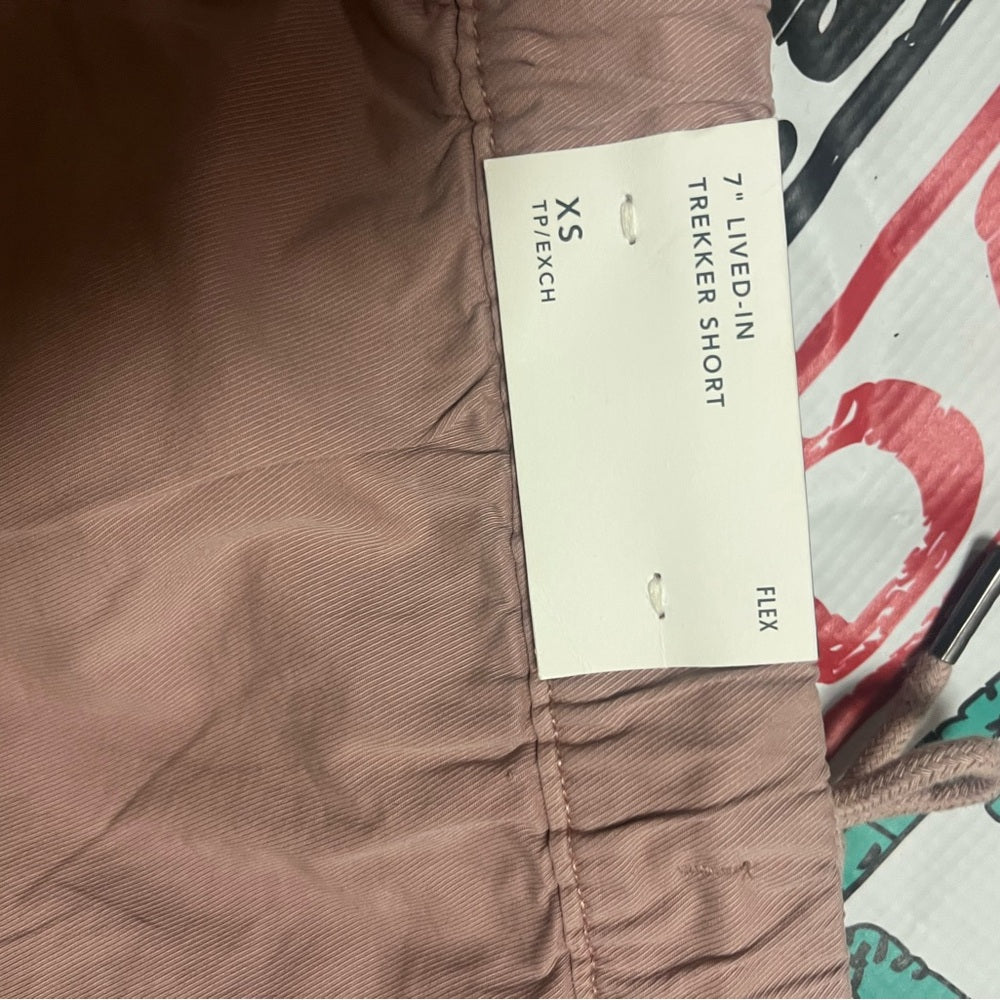 7" LIVED-IN
TREKKER SHORT
FLEX
XS
TP/EXCH